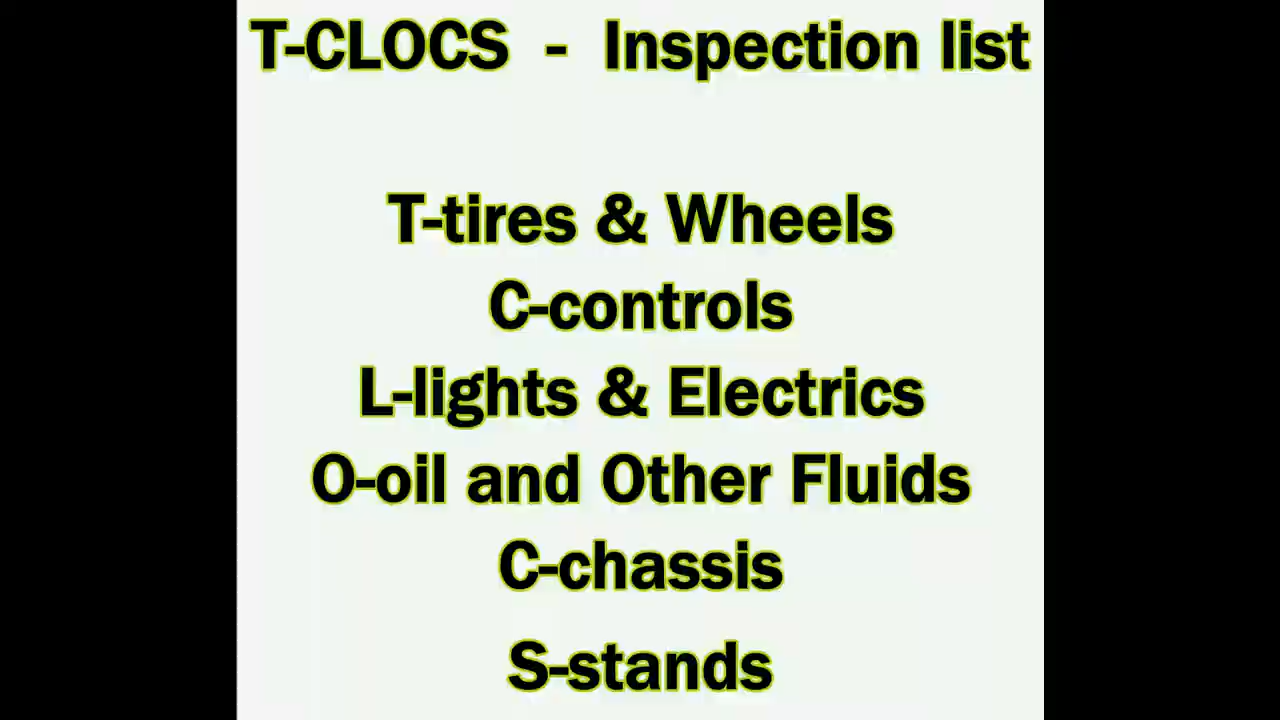 T-CLOCS - Inspection list
T-tires & Wheels
C-controls
L-lights & Electrics
O-oil and Other Fluids
C-chassis
S-stands